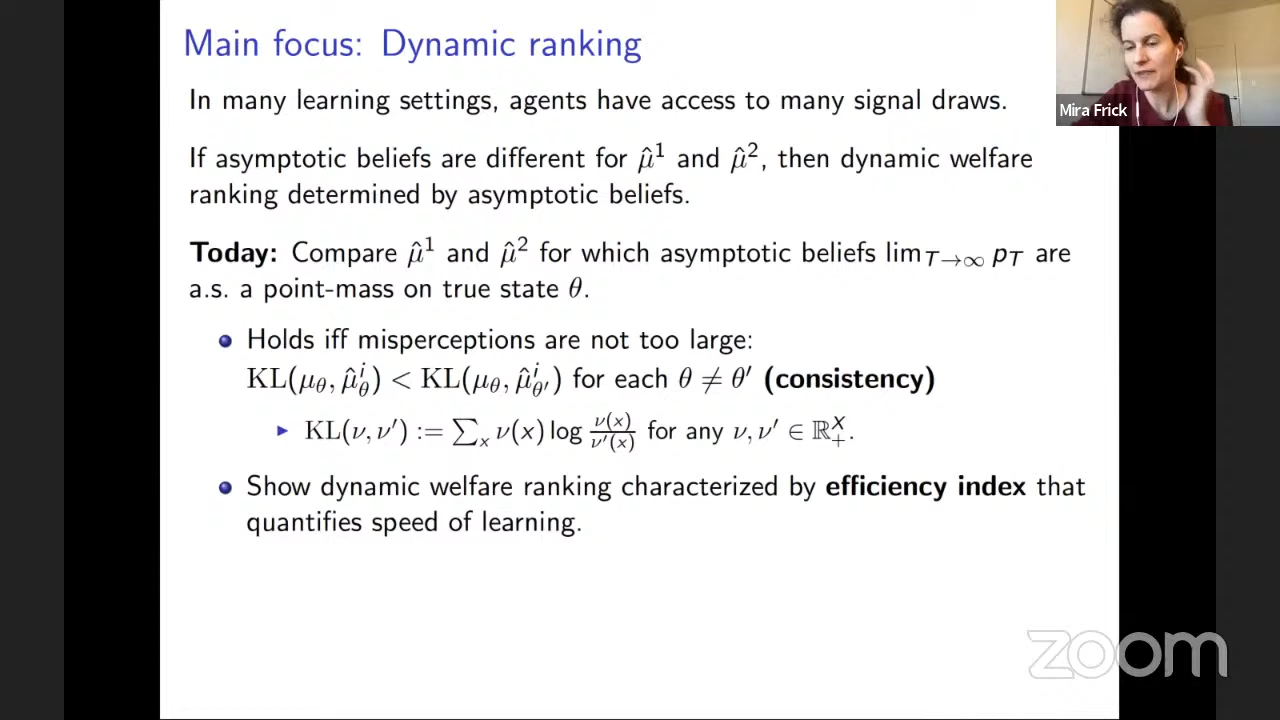 Main focus: Dynamic ranking
In many learning settings, agents have access to many signal draws.
If asymptotic beliefs are different for μ̂¹ and μ̂², then dynamic welfare
ranking determined by asymptotic beliefs.
Today: Compare μ̂¹ and μ̂² for which asymptotic beliefs lim_{T→∞} p_T are
a.s. a point-mass on true state θ.
Holds iff misperceptions are not too large:
KL(μ_θ, μ̂^i_θ) < KL(μ_θ, μ̂^i_{θ′}) for each θ ≠ θ′ (consistency)
KL(ν, ν′) := ∑_x ν(x) log ν(x)/ν′(x) for any ν, ν′ ∈ ℝ^X_+.
Show dynamic welfare ranking characterized by efficiency index that
quantifies speed of learning.
Mira Frick
zoom